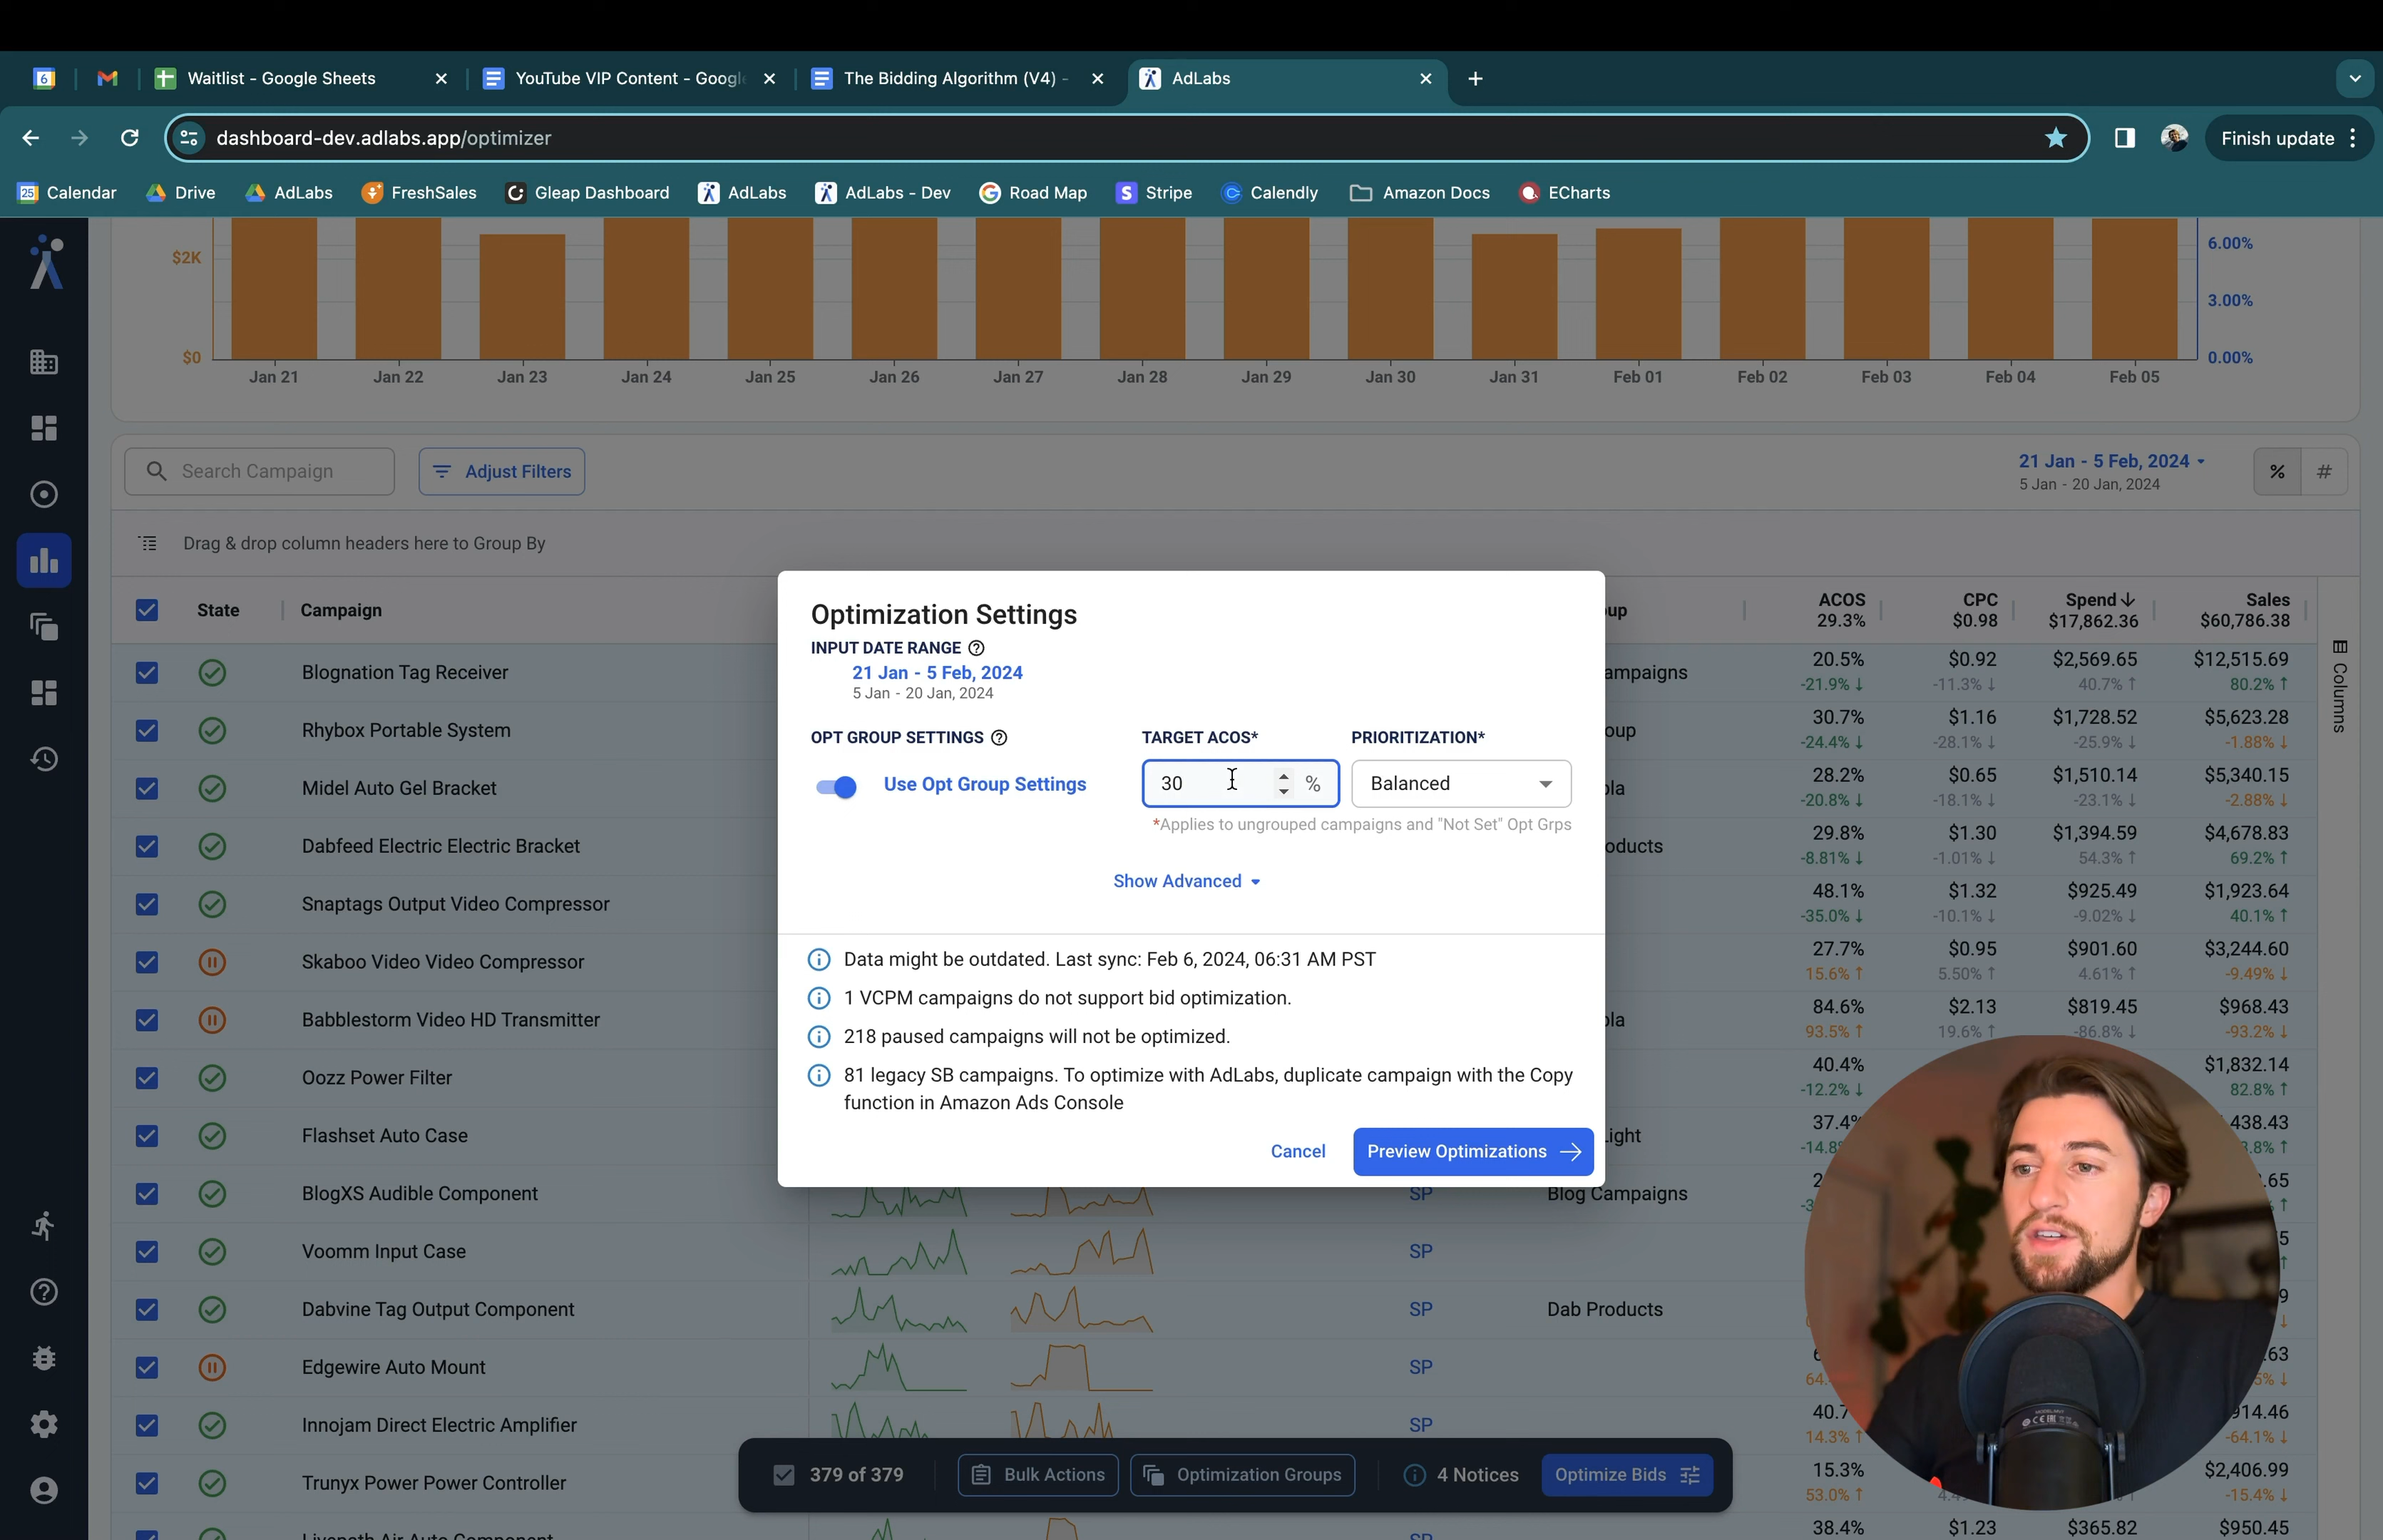 Waitlist - Google Sheets
YouTube VIP Content - Google
The Bidding Algorithm (V4) -
AdLabs
dashboard-dev.adlabs.app/optimizer
Finish update
Calendar
Drive
AdLabs
FreshSales
Gleap Dashboard
AdLabs
AdLabs - Dev
Road Map
Stripe
Calendly
Amazon Docs
ECharts
$2K
$0
6.00%
3.00%
0.00%
Jan 21 Jan 22 Jan 23 Jan 24 Jan 25 Jan 26 Jan 27 Jan 28 Jan 29 Jan 30 Jan 31 Feb 01 Feb 02 Feb 03 Feb 04 Feb 05
Search Campaign
Adjust Filters
21 Jan - 5 Feb, 2024
5 Jan - 20 Jan, 2024
% #
Drag & drop column headers here to Group By
State Campaign
oup
ACOS CPC Spend Sales
29.3% $0.98 $17,862.36 $60,786.38
Columns
Blognation Tag Receiver
ampaigns 20.5% $0.92 $2,569.65 $12,515.69
-21.9% ↓ -11.3% ↓ 40.7% ↑ 80.2% ↑
Rhybox Portable System
oup 30.7% $1.16 $1,728.52 $5,623.28
-24.4% ↓ -28.1% ↓ -25.9% ↓ -1.88% ↓
Midel Auto Gel Bracket
ola 28.2% $0.65 $1,510.14 $5,340.15
-20.8% ↓ -18.1% ↓ -23.1% ↓ -2.88% ↓
Dabfeed Electric Electric Bracket
oducts 29.8% $1.30 $1,394.59 $4,678.83
-8.81% ↓ -1.01% ↓ 54.3% ↑ 69.2% ↑
Snaptags Output Video Compressor
48.1% $1.32 $925.49 $1,923.64
-35.0% ↓ -10.1% ↓ -9.02% ↓ 40.1% ↑
Skaboo Video Video Compressor
27.7% $0.95 $901.60 $3,244.60
15.6% ↑ 5.50% ↑ 4.61% ↑ -9.49% ↓
Babblestorm Video HD Transmitter
ola 84.6% $2.13 $819.45 $968.43
93.5% ↑ 19.6% ↑ -86.8% ↓ -93.2% ↓
Oozz Power Filter
40.4% $1,832.14
-12.2% ↓ 82.8% ↑
Flashset Auto Case
Light 37.4% 438.43
-14.8% .8% ↑
BlogXS Audible Component
SP Blog Campaigns .65
Voomm Input Case
SP
Dabvine Tag Output Component
SP Dab Products
Edgewire Auto Mount
SP .63
64. 5% ↓
Innojam Direct Electric Amplifier
SP 40.7 914.46
14.3% ↑ -64.1% ↓
Trunyx Power Power Controller
15.3% $2,406.99
53.0% ↑ -15.4% ↓
38.4% $1.23 $365.82 $950.45
Optimization Settings
INPUT DATE RANGE
21 Jan - 5 Feb, 2024
5 Jan - 20 Jan, 2024
OPT GROUP SETTINGS TARGET ACOS* PRIORITIZATION*
Use Opt Group Settings 30 % Balanced
*Applies to ungrouped campaigns and "Not Set" Opt Grps
Show Advanced
Data might be outdated. Last sync: Feb 6, 2024, 06:31 AM PST
1 VCPM campaigns do not support bid optimization.
218 paused campaigns will not be optimized.
81 legacy SB campaigns. To optimize with AdLabs, duplicate campaign with the Copy
function in Amazon Ads Console
Cancel
Preview Optimizations
379 of 379
Bulk Actions
Optimization Groups
4 Notices
Optimize Bids